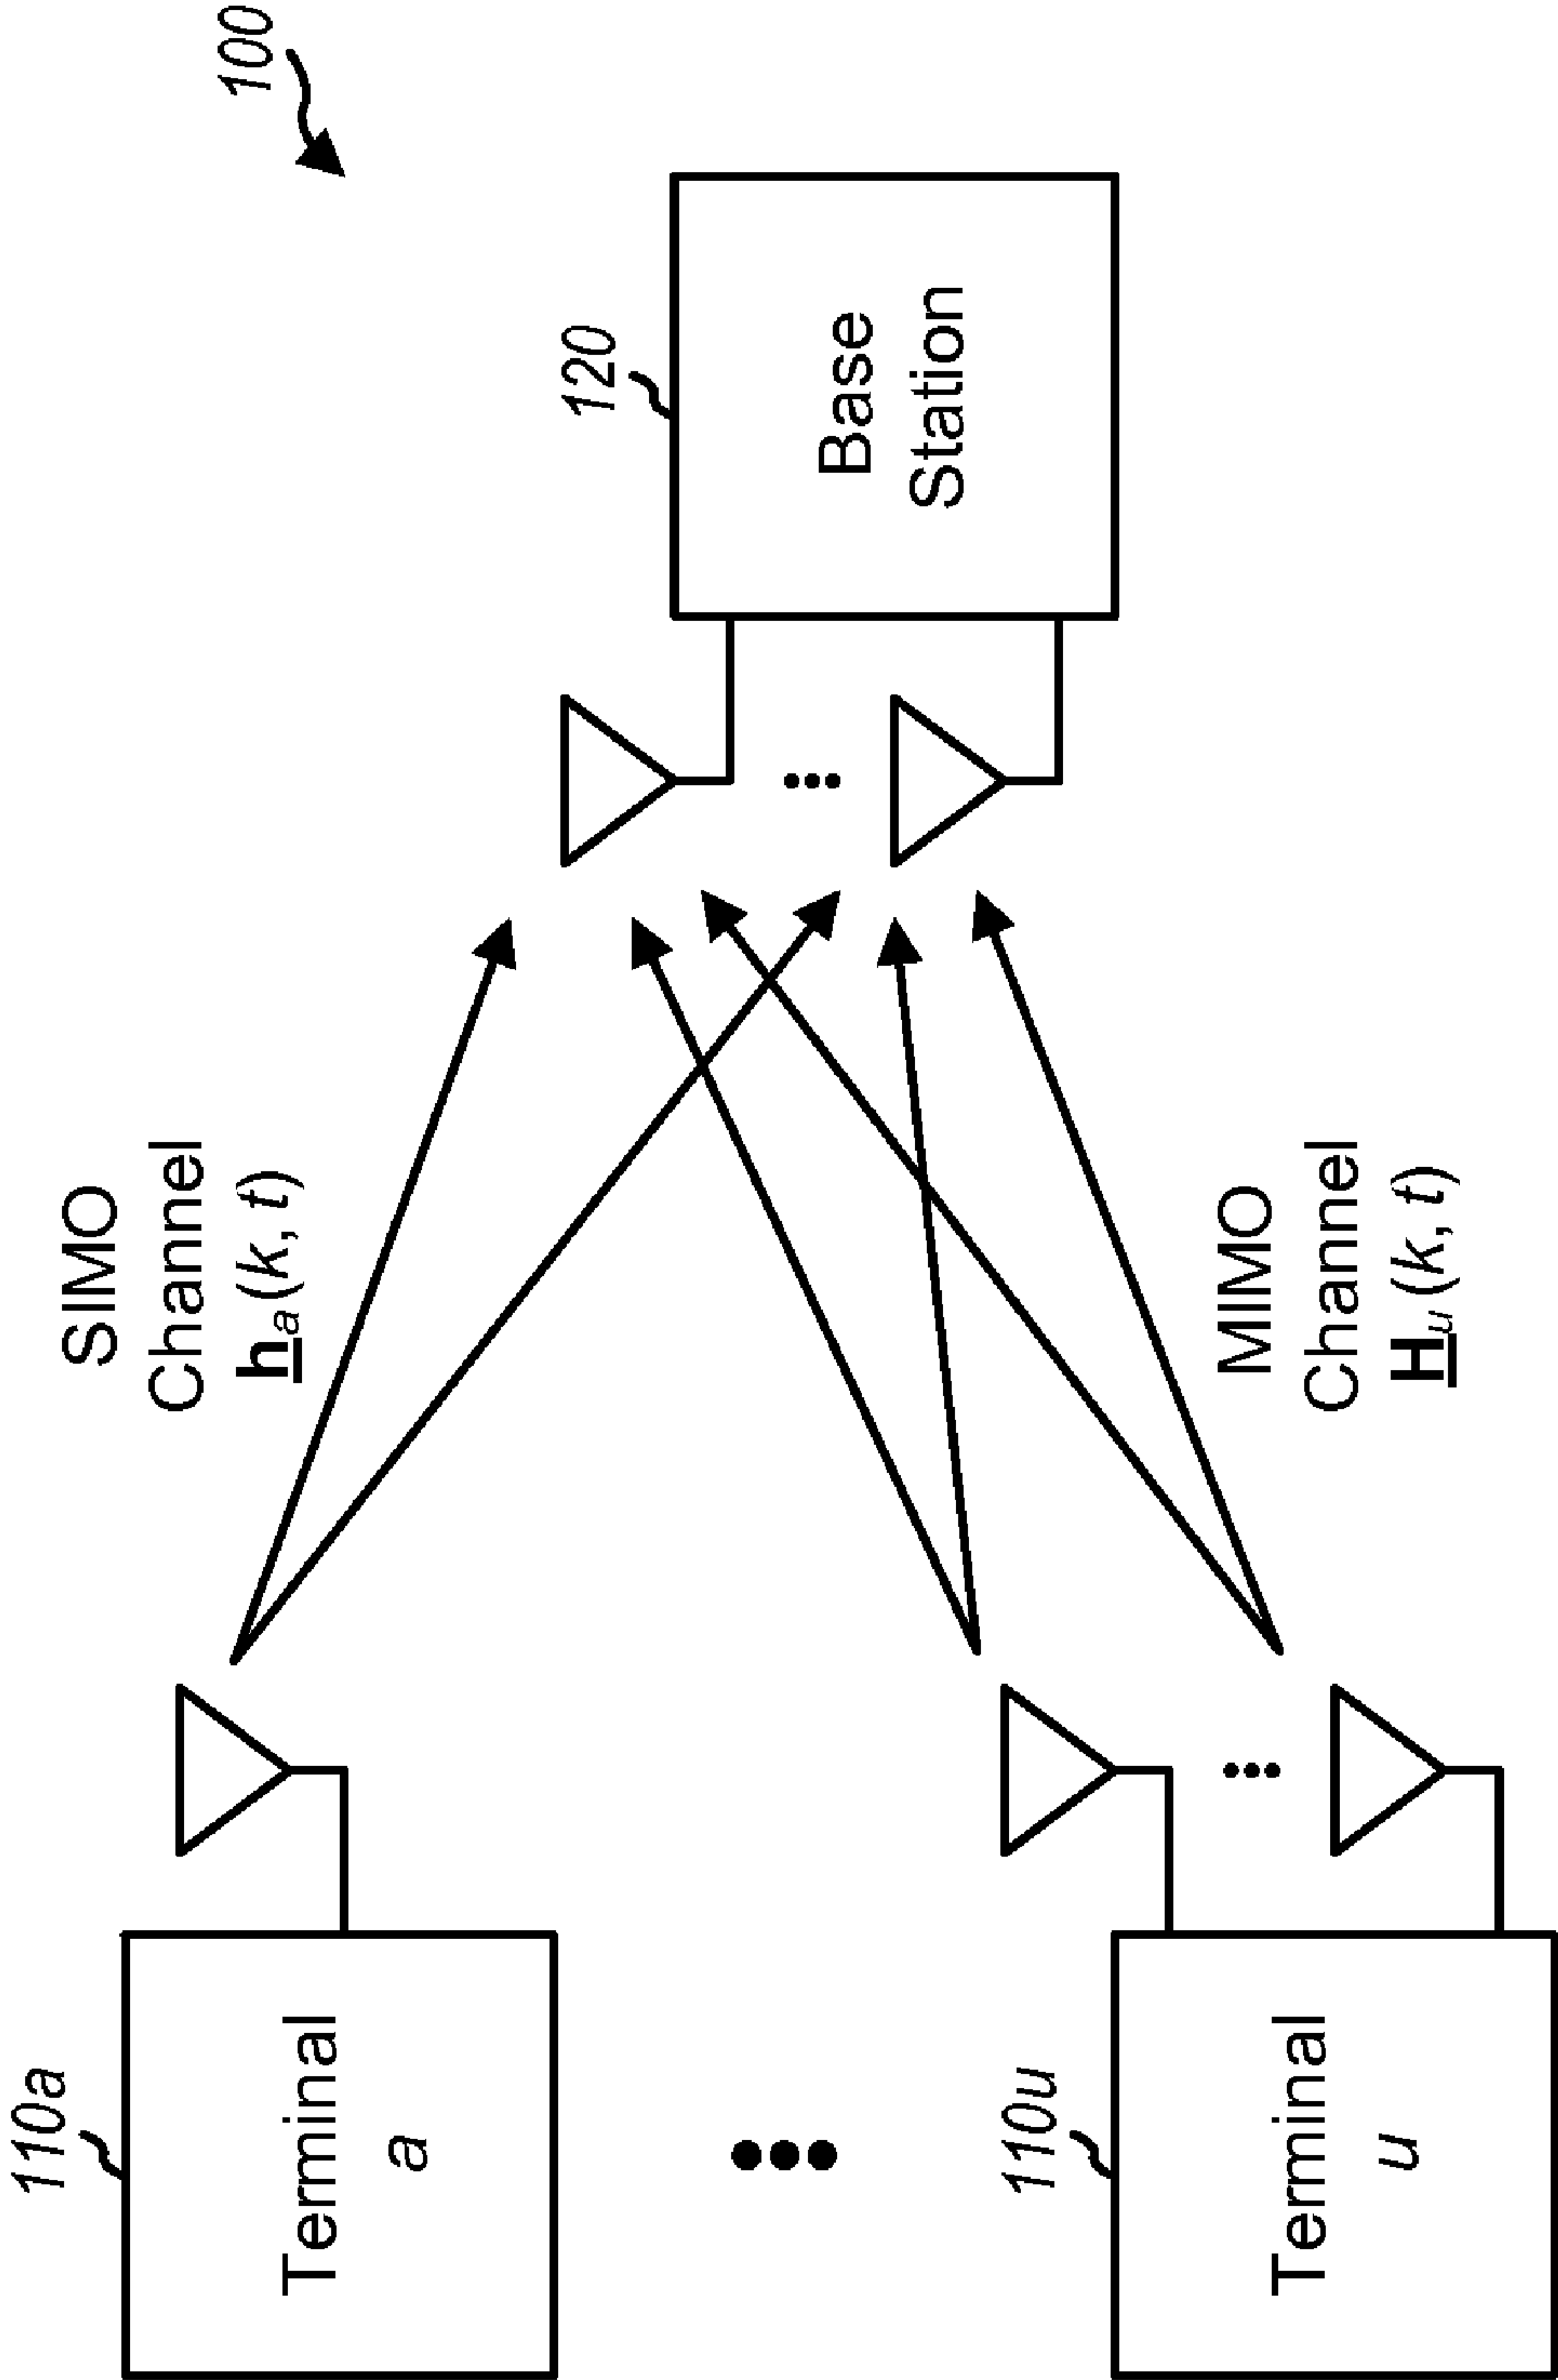 100
SIMO
Channel
h_a(k, t)
110a
Terminal
a
120
Base
Station
110u
Terminal
u
MIMO
Channel
H_u(k, t)